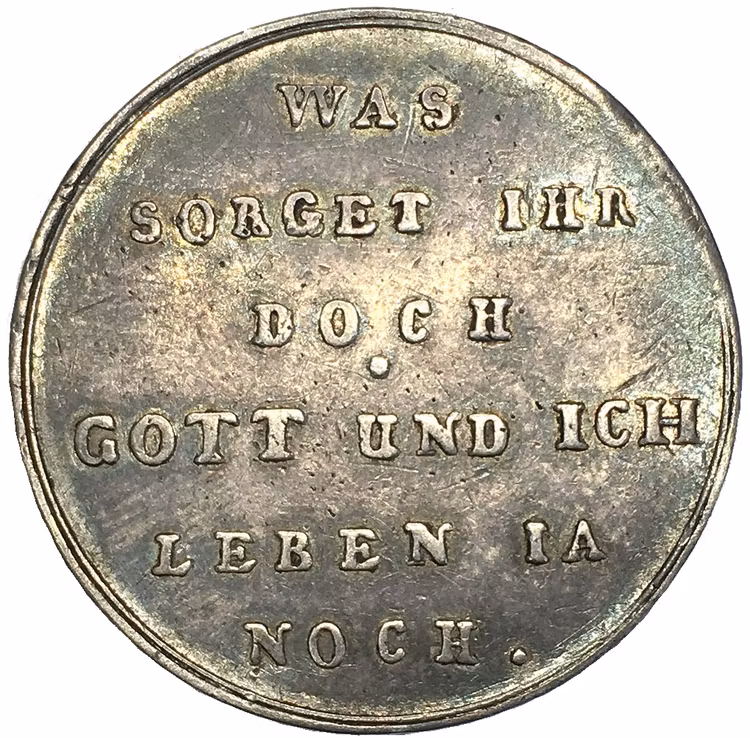 WAS
SORGET IHR
DOCH
.
GOTT UND ICH
LEBEN IA
NOCH.